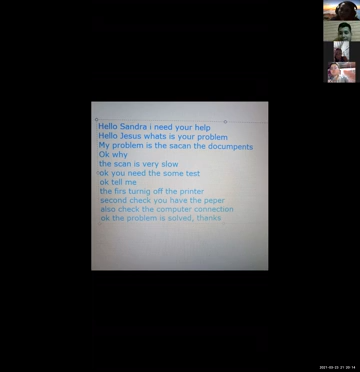 Hello Sandra i need your help
Hello Jesus whats is your problem
My problem is the sacan the documpents
Ok why
the scan is very slow
ok you need the some test
ok tell me
the firs turnig off the printer
second check you have the peper
also check the computer connection
ok the problem is solved, thanks
2021-03-23 21:20:14